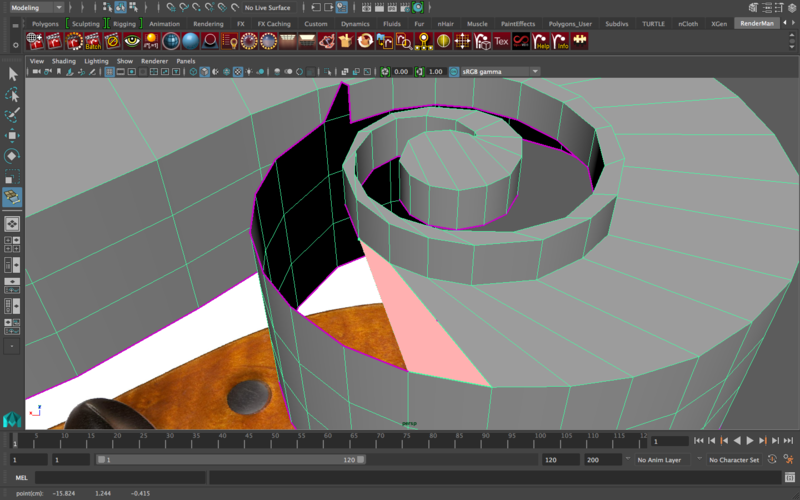 Modeling No Live Surface
Polygons Sculpting Rigging Animation Rendering FX FX Caching Custom Dynamics Fluids Fur nHair Muscle PaintEffects Polygons_User Subdivs TURTLE nCloth XGen RenderMan
Batch Tex Help Info
View Shading Lighting Show Renderer Panels
0.00 1.00 sRGB gamma
persp
1 5 10 15 20 25 30 35 40 45 50 55 60 65 70 75 80 85 90 95 100 105 110 115 12 1
1 1 1 120 120 200 No Anim Layer No Character Set
MEL
point(cm): -15.824 1.244 -0.415